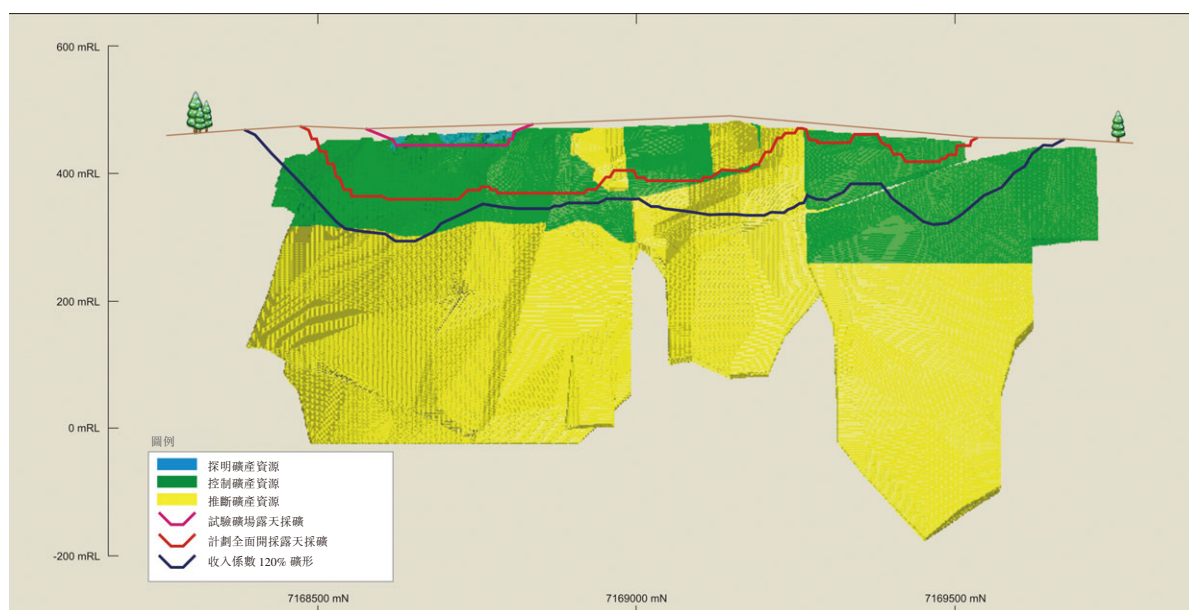 600 mRL
400 mRL
200 mRL
0 mRL
圖例
探明礦產資源
控制礦產資源
推斷礦產資源
試驗礦場露天採礦
計劃全面開採露天採礦
收入係數 120% 礦形
-200 mRL
7168500 mN
7169000 mN
7169500 mN